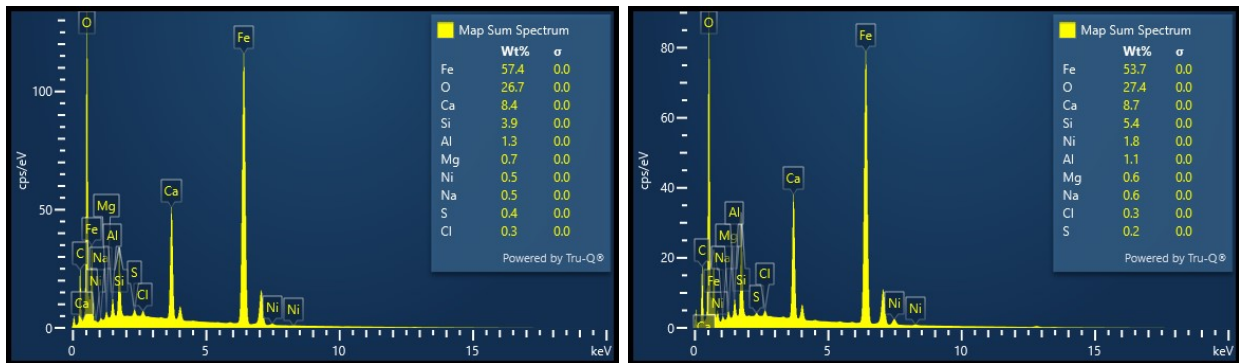 Map Sum Spectrum
Wt% σ
Fe 57.4 0.0
O 26.7 0.0
Ca 8.4 0.0
Si 3.9 0.0
Al 1.3 0.0
Mg 0.7 0.0
Ni 0.5 0.0
Na 0.5 0.0
S 0.4 0.0
Cl 0.3 0.0
Powered by Tru-Q®
cps/eV
100
50
0
O
Fe
Ca
Mg
Fe
Al
C
Na
S
Ni
Si
Cl
Ca
Ni
Ni
0 5 10 15 keV
Map Sum Spectrum
Wt% σ
Fe 53.7 0.0
O 27.4 0.0
Ca 8.7 0.0
Si 5.4 0.0
Ni 1.8 0.0
Al 1.1 0.0
Mg 0.6 0.0
Na 0.6 0.0
Cl 0.3 0.0
S 0.2 0.0
Powered by Tru-Q®
cps/eV
80
60
40
20
0
O
Fe
Ca
Al
Mg
C
Na
Cl
Fe
Si
S
Ni
Ni
Ni
0 5 10 15 keV